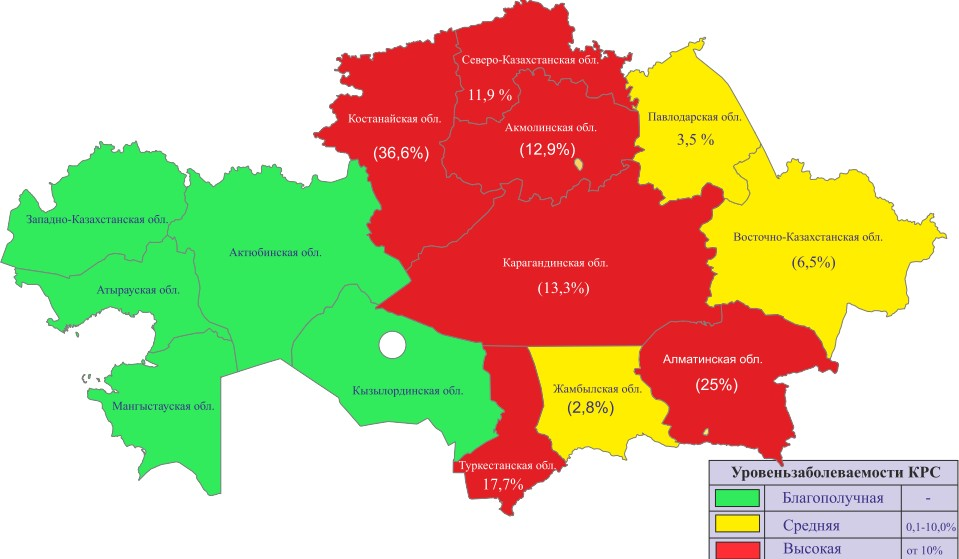 Северо-Казахстанская обл.
11,9 %
Костанайская обл.
(36,6%)
Акмолинская обл.
(12,9%)
Павлодарская обл.
3,5 %
Западно-Казахстанская обл.
Актюбинская обл.
Восточно-Казахстанская обл.
(6,5%)
Атырауская обл.
Карагандинская обл.
(13,3%)
Алматинская обл.
(25%)
Мангыстауская обл.
Кызылординская обл.
Жамбылская обл.
(2,8%)
Туркестанская обл.
17,7%
Уровеньзаболеваемости КРС
Благополучная -
Средняя 0,1-10,0%
Высокая от 10%